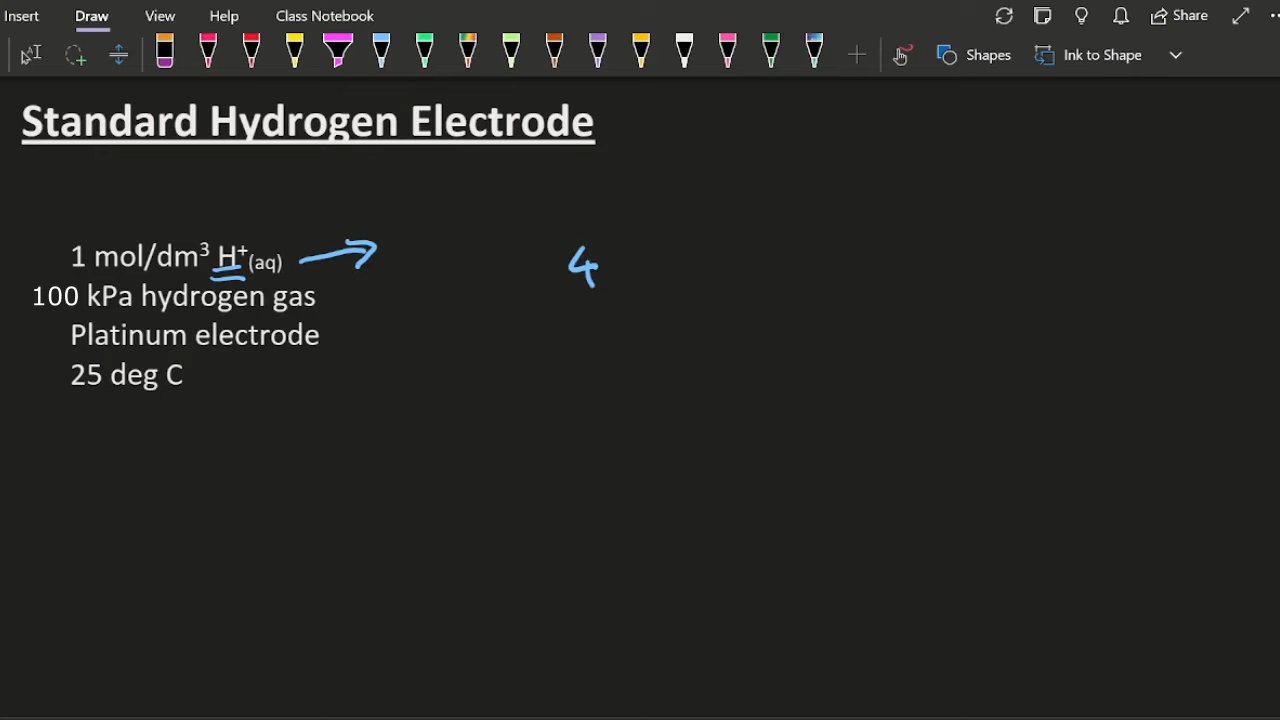 Insert Draw View Help Class Notebook Share
Shapes Ink to Shape
Standard Hydrogen Electrode
1 mol/dm³ H⁺(aq) → 4
100 kPa hydrogen gas
Platinum electrode
25 deg C